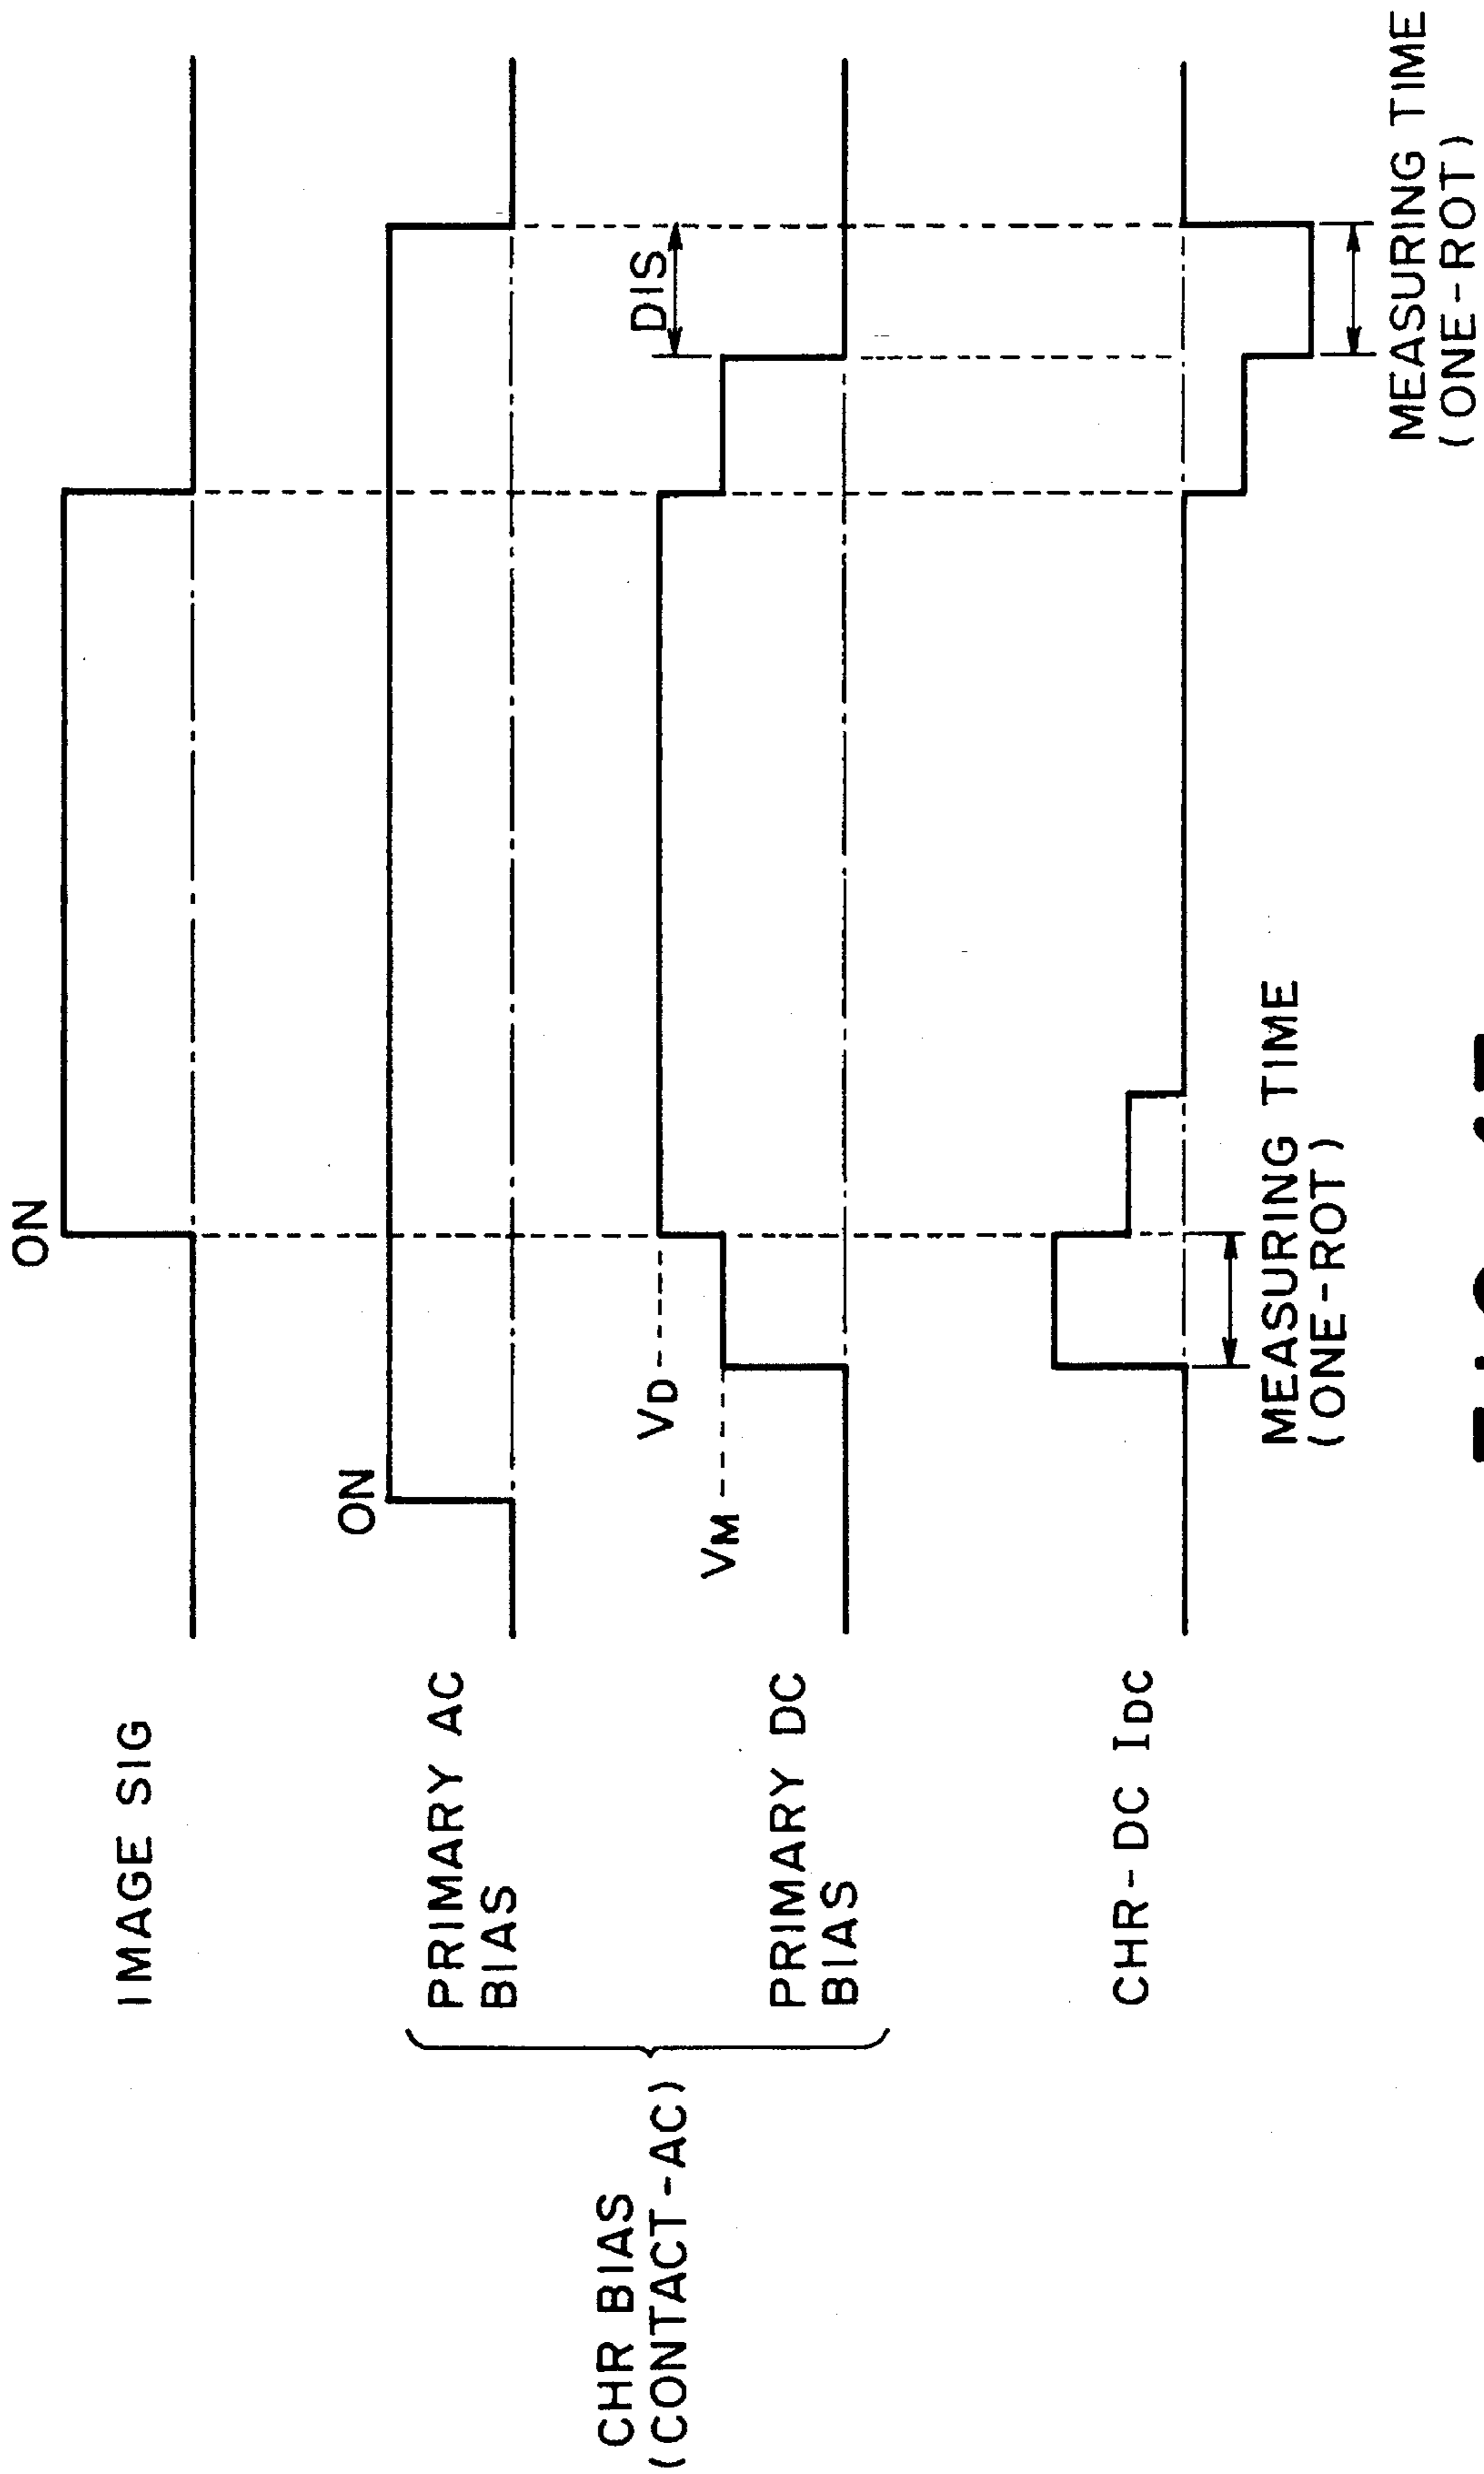 IMAGE SIG
ON
CHR BIAS
(CONTACT-AC)
PRIMARY AC
BIAS
ON
PRIMARY DC
BIAS
VM
VD
DIS
CHR-DC IDC
MEASURING TIME
(ONE-ROT)
MEASURING TIME
(ONE-ROT)